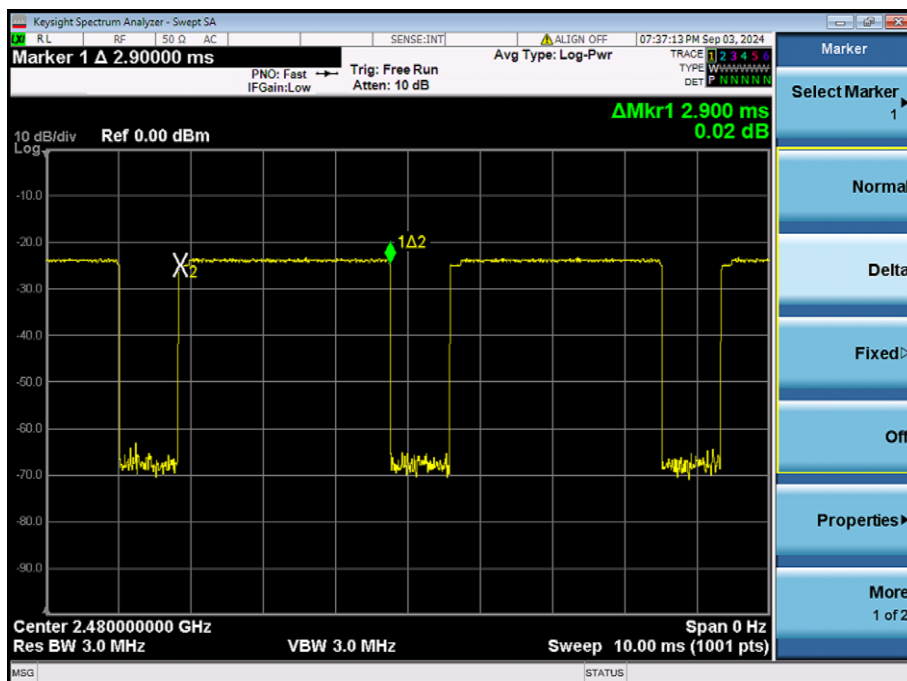 Keysight Spectrum Analyzer - Swept SA
LXI RL RF 50 Ω AC SENSE:INT ALIGN OFF 07:37:13 PM Sep 03, 2024
Marker 1 Δ 2.90000 ms
PNO: Fast
IFGain:Low
Trig: Free Run
Atten: 10 dB
Avg Type: Log-Pwr
TRACE 1 2 3 4 5 6
TYPE WWWWWW
DET P N N N N N
ΔMkr1 2.900 ms
0.02 dB
10 dB/div Ref 0.00 dBm
Log
-10.0
-20.0
1Δ2
X2
-30.0
-40.0
-50.0
-60.0
-70.0
-80.0
-90.0
Center 2.480000000 GHz Span 0 Hz
Res BW 3.0 MHz VBW 3.0 MHz Sweep 10.00 ms (1001 pts)
MSG STATUS
Marker
Select Marker
1
Normal
Delta
Fixed
Off
Properties
More
1 of 2